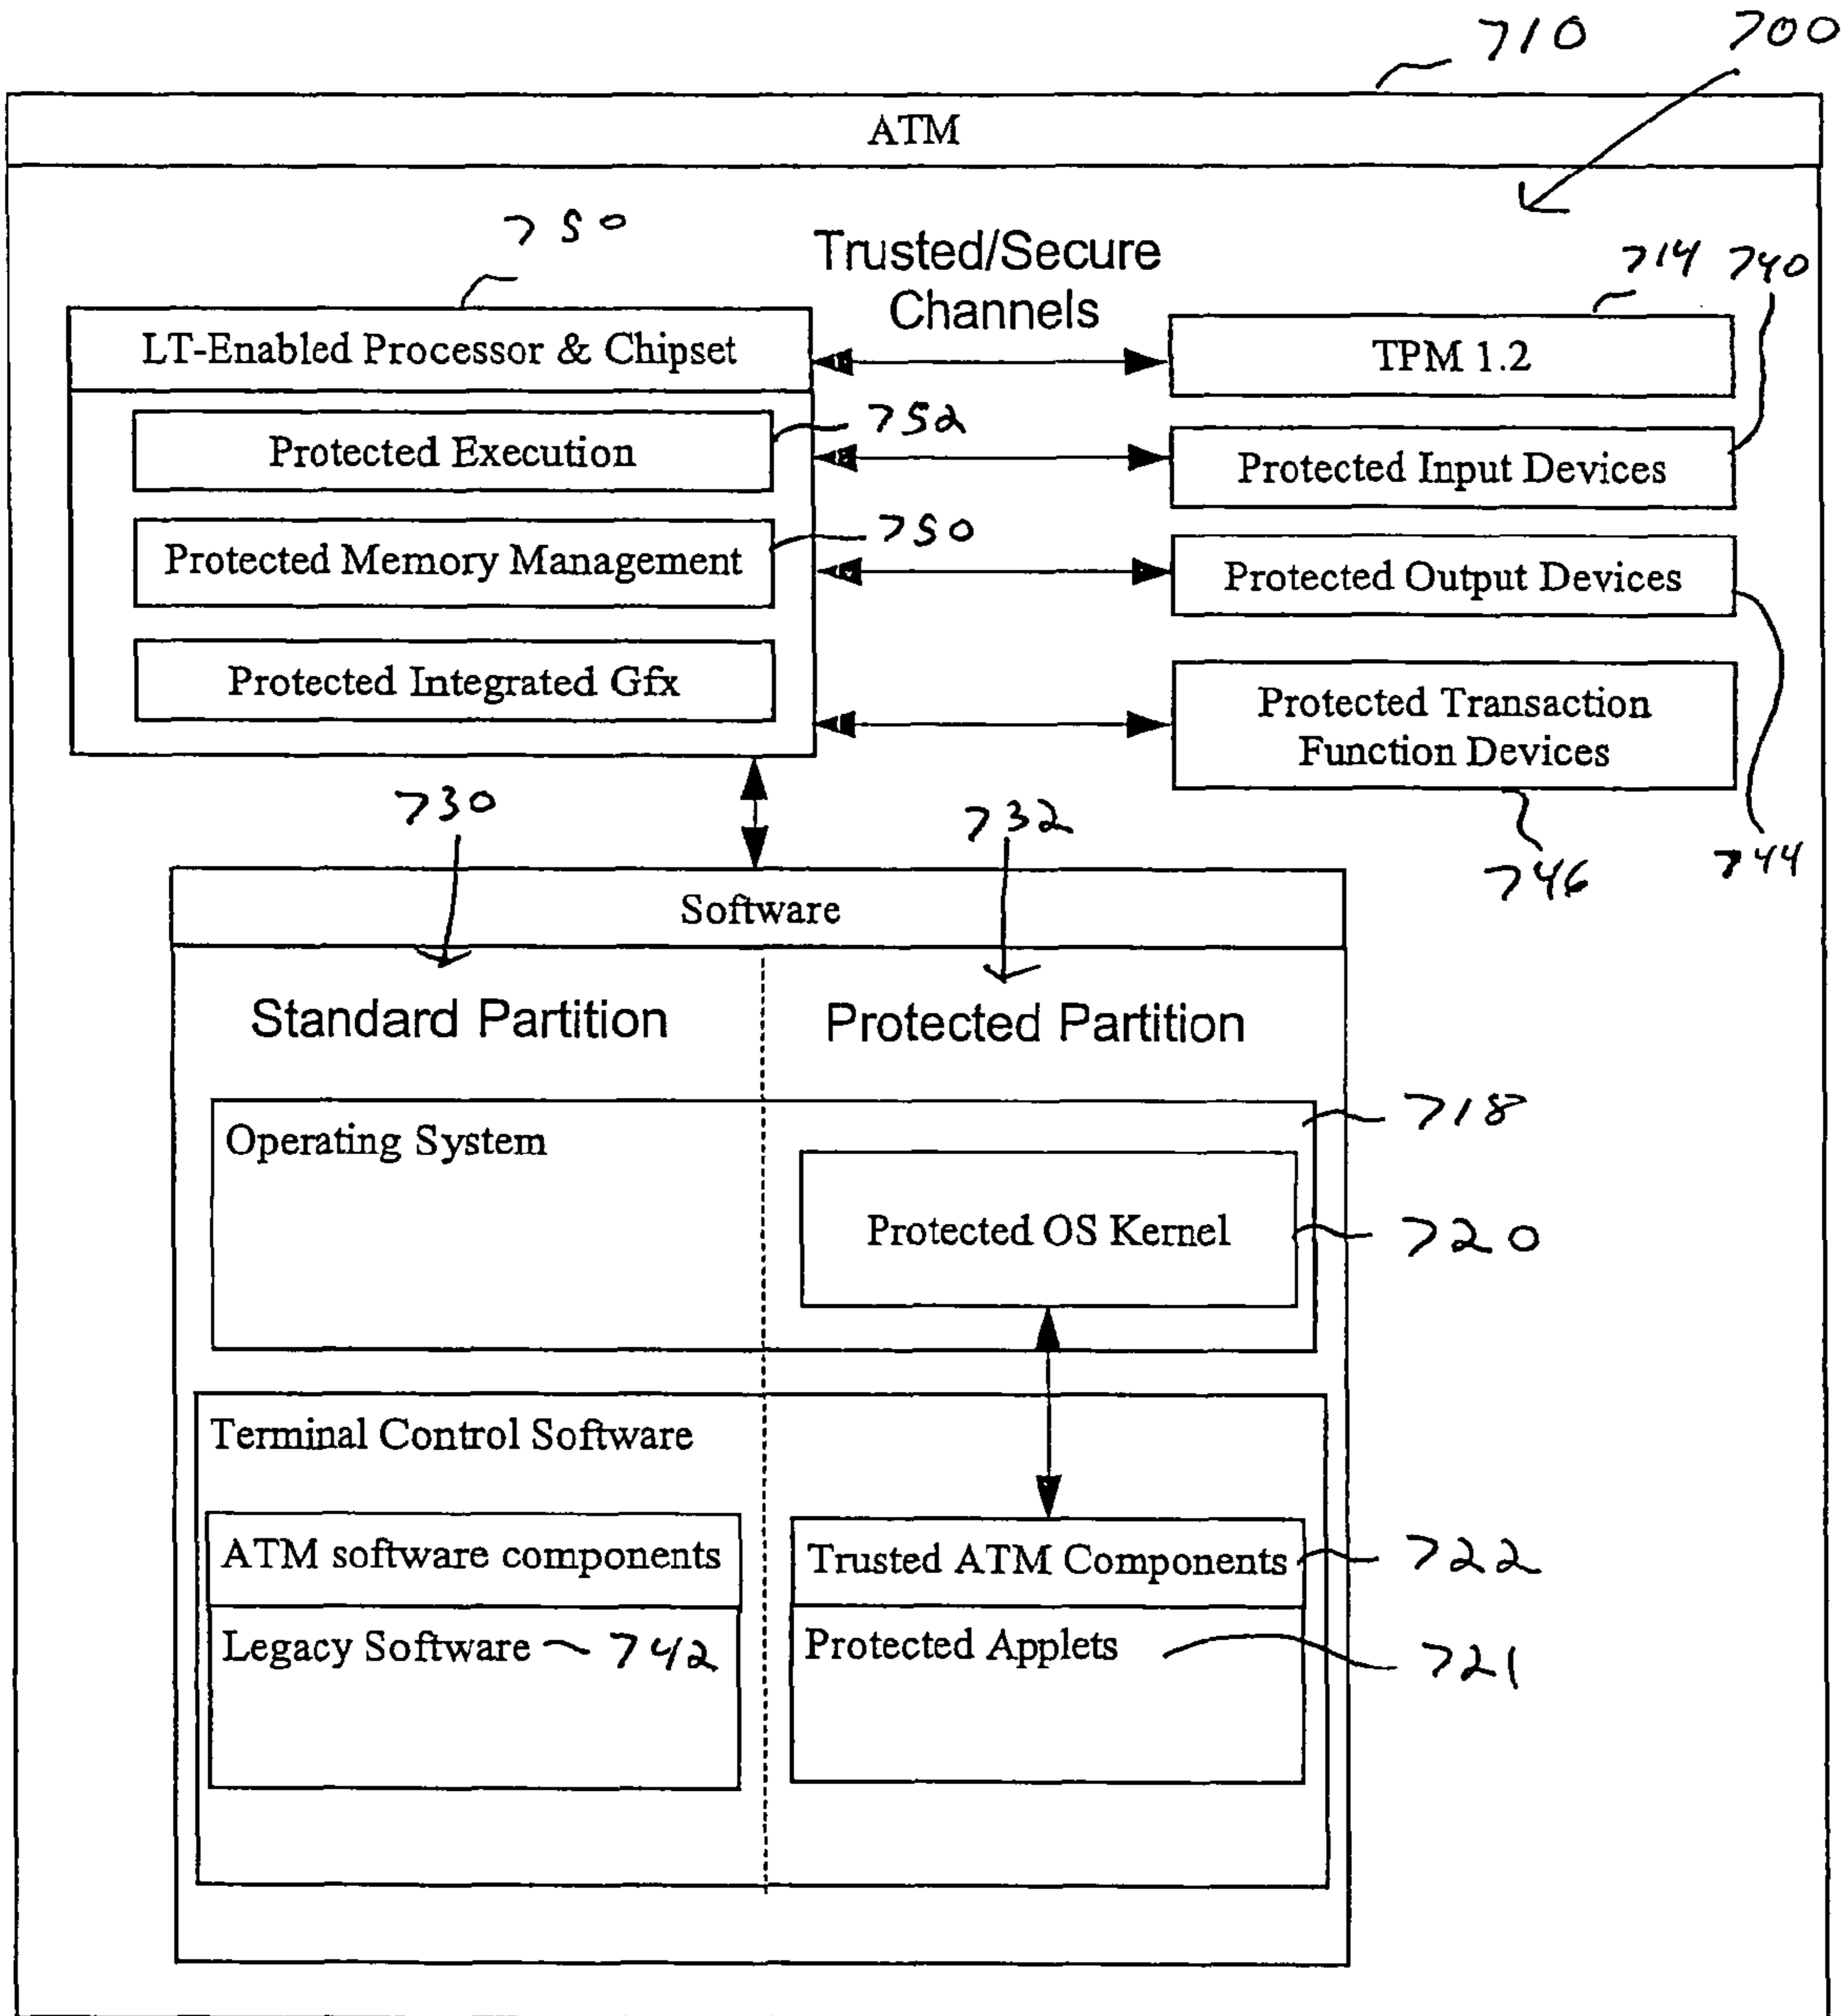 710 700
ATM
750
Trusted/Secure
Channels
714 740
LT-Enabled Processor & Chipset
TPM 1.2
Protected Execution
752
Protected Input Devices
Protected Memory Management
750
Protected Output Devices
Protected Integrated Gfx
Protected Transaction
Function Devices
730
732
746
744
Software
Standard Partition
Protected Partition
Operating System
718
Protected OS Kernel
720
Terminal Control Software
ATM software components
Trusted ATM Components
722
Legacy Software 742
Protected Applets
721